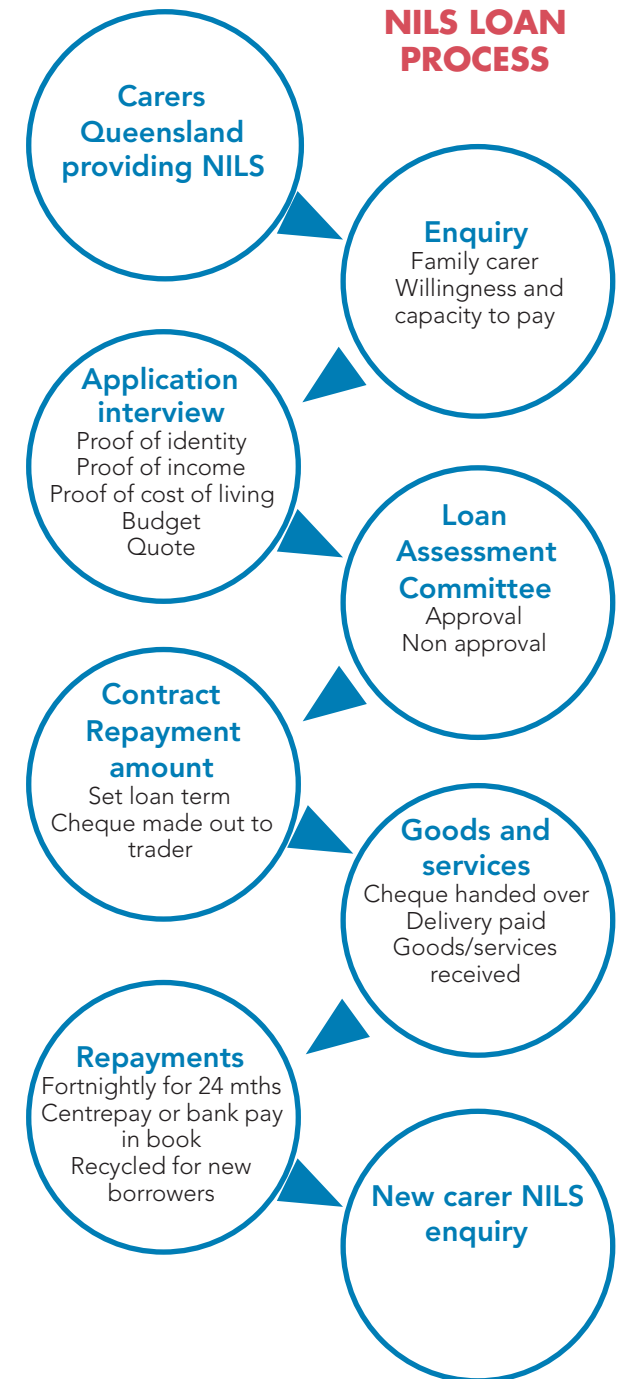 NILS LOAN
PROCESS
Carers
Queensland
providing NILS
Enquiry
Family carer
Willingness and
capacity to pay
Application
interview
Proof of identity
Proof of income
Proof of cost of living
Budget
Quote
Loan
Assessment
Committee
Approval
Non approval
Contract
Repayment
amount
Set loan term
Cheque made out to
trader
Goods and
services
Cheque handed over
Delivery paid
Goods/services
received
Repayments
Fortnightly for 24 mths
Centrepay or bank pay
in book
Recycled for new
borrowers
New carer NILS
enquiry